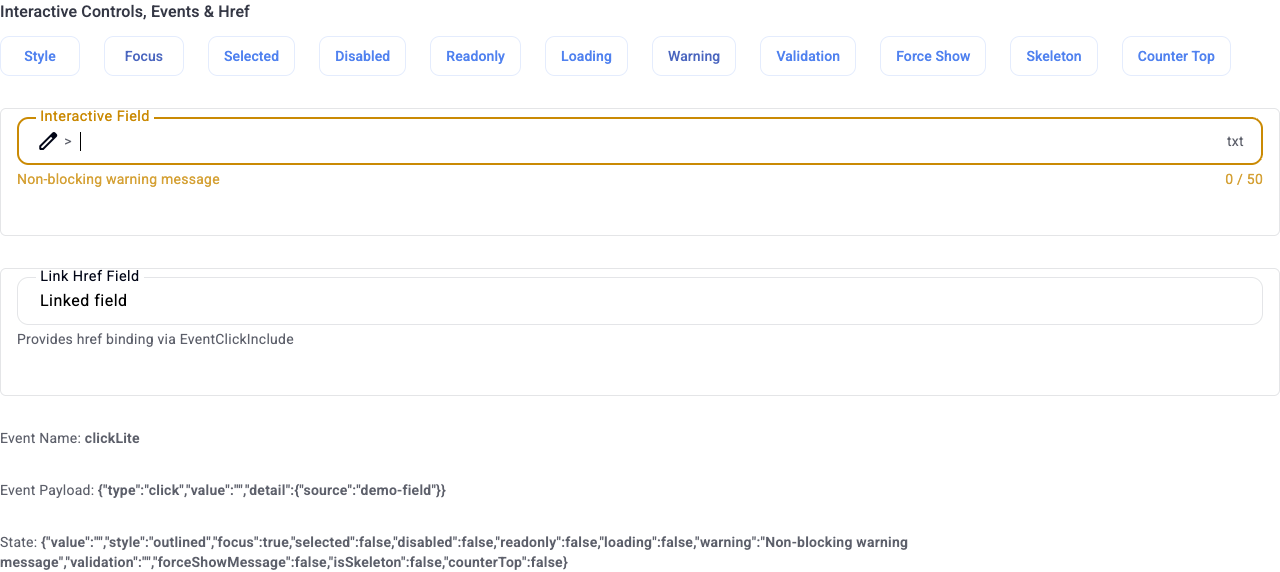 Interactive Controls, Events & Href
Style Focus Selected Disabled Readonly Loading Warning Validation Force Show Skeleton Counter Top
Interactive Field
> txt
Non-blocking warning message 0 / 50
Link Href Field
Linked field
Provides href binding via EventClickInclude
Event Name: clickLite
Event Payload: {"type":"click","value":"","detail":{"source":"demo-field"}}
State: {"value":"","style":"outlined","focus":true,"selected":false,"disabled":false,"readonly":false,"loading":false,"warning":"Non-blocking warning
message","validation":"","forceShowMessage":false,"isSkeleton":false,"counterTop":false}